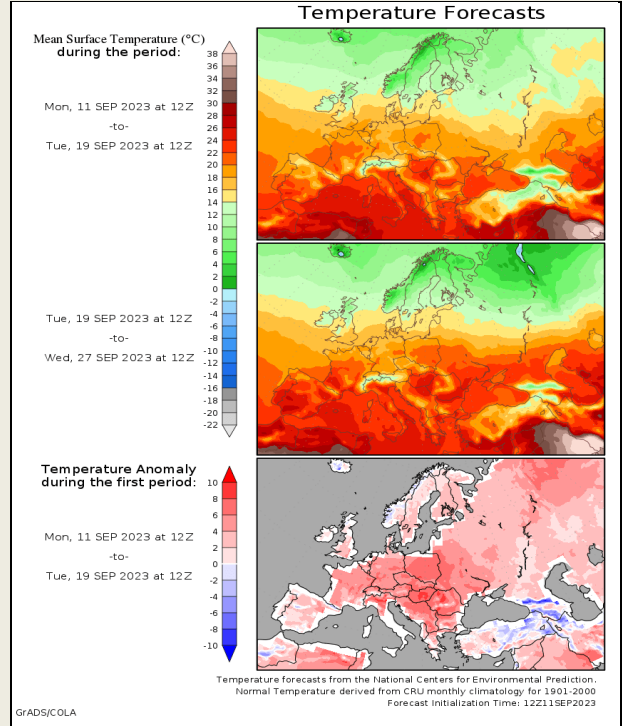 Temperature Forecasts
Mean Surface Temperature (°C)
during the period:
38
36
34
32
30
28
26
24
22
20
18
16
14
12
10
8
6
4
2
0
-2
-4
-6
-8
-10
-12
-14
-16
-18
-20
-22
Mon, 11 SEP 2023 at 12Z
-to-
Tue, 19 SEP 2023 at 12Z
Tue, 19 SEP 2023 at 12Z
-to-
Wed, 27 SEP 2023 at 12Z
Temperature Anomaly
during the first period:
10
8
6
4
2
0
-2
-4
-6
-8
-10
Mon, 11 SEP 2023 at 12Z
-to-
Tue, 19 SEP 2023 at 12Z
Temperature forecasts from the National Centers for Environmental Prediction.
Normal Temperature derived from CRU monthly climatology for 1901-2000
Forecast Initialization Time: 12Z11SEP2023
GrADS/COLA